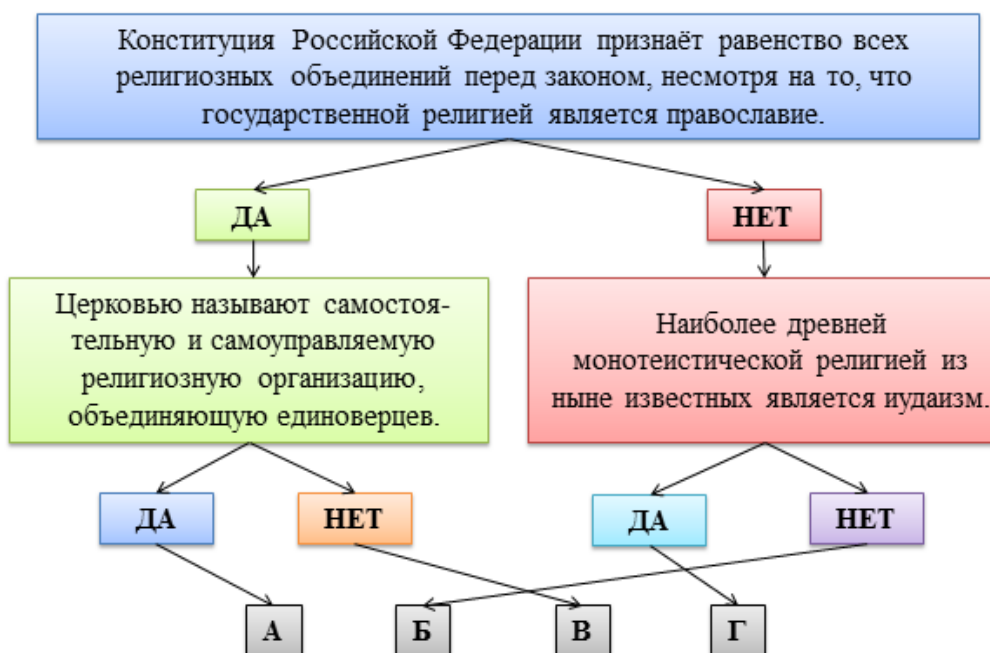 Конституция Российской Федерации признаёт равенство всех
религиозных объединений перед законом, несмотря на то, что
государственной религией является православие.
ДА
НЕТ
Церковью называют самостоя-
тельную и самоуправляемую
религиозную организацию,
объединяющую единоверцев.
Наиболее древней
монотеистической религией из
ныне известных является иудаизм.
ДА
НЕТ
ДА
НЕТ
А
Б
В
Г